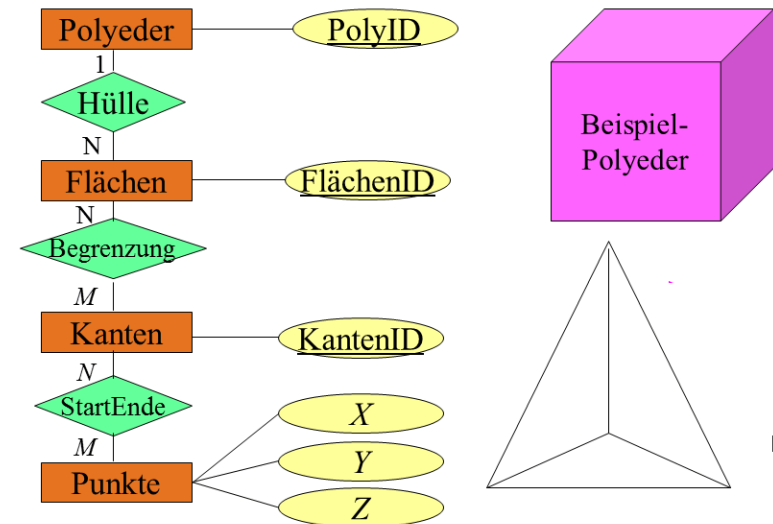 Polyeder
PolyID
1
Hülle
N
Flächen
FlächenID
N
Begrenzung
M
Kanten
KantenID
N
StartEnde
M
Punkte
X
Y
Z
Beispiel-
Polyeder